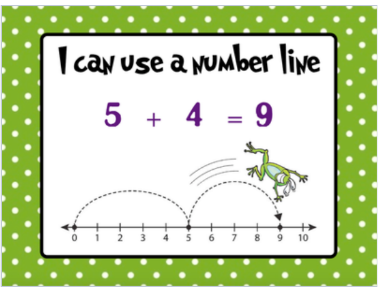 I can use a number line
5 + 4 = 9
0 1 2 3 4 5 6 7 8 9 10